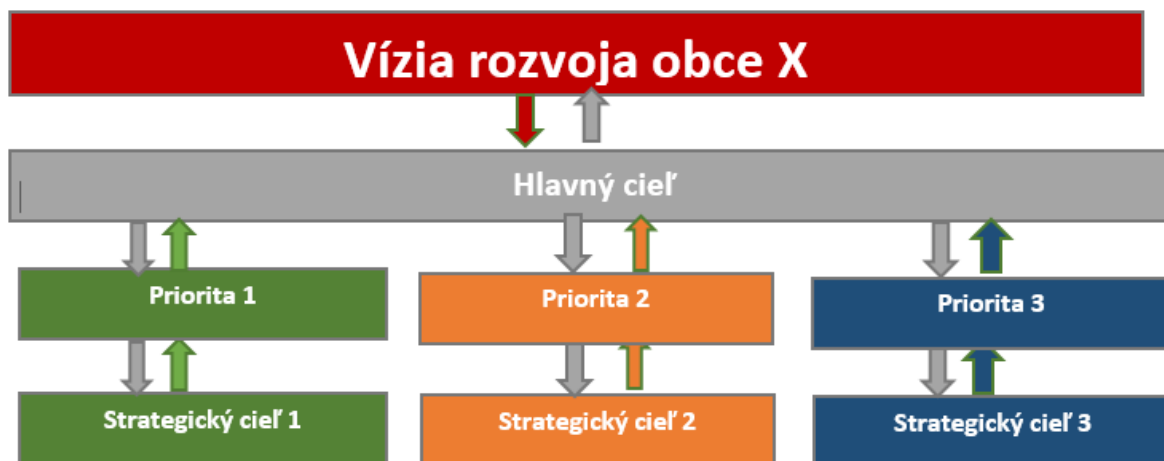 Vízia rozvoja obce X
Hlavný cieľ
Priorita 1
Priorita 2
Priorita 3
Strategický cieľ 1
Strategický cieľ 2
Strategický cieľ 3